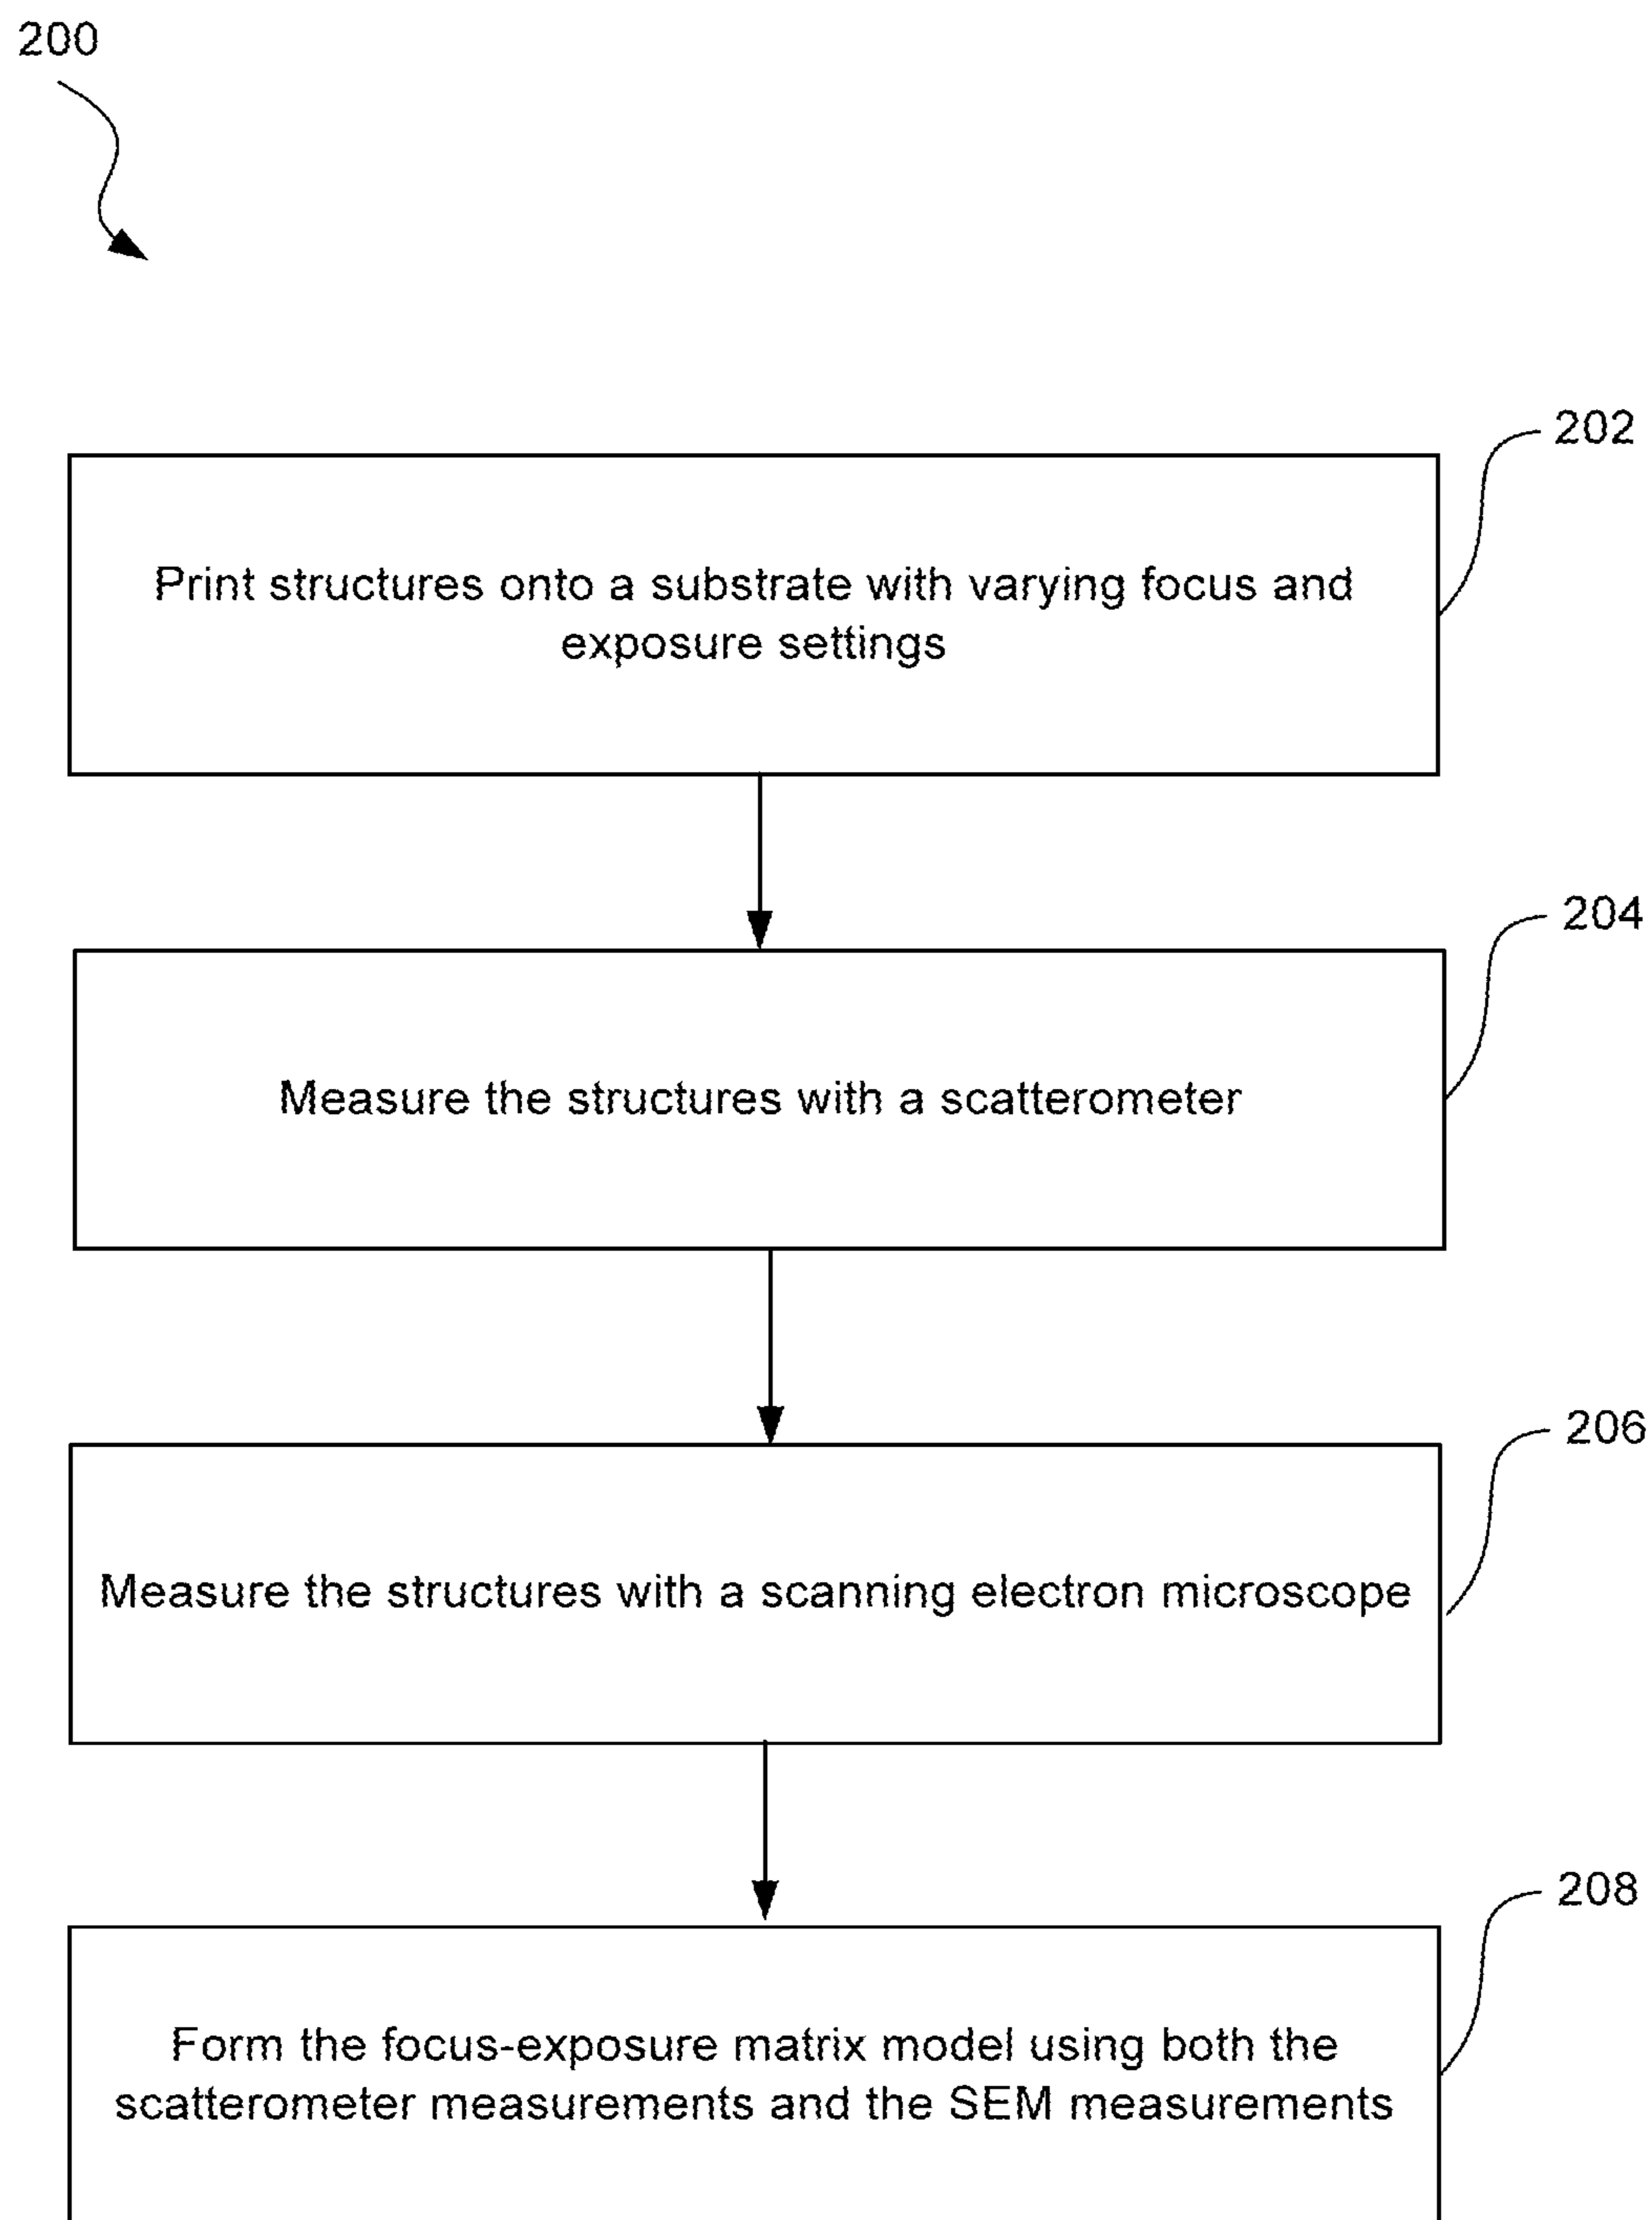 200
202
Print structures onto a substrate with varying focus and
exposure settings
204
Measure the structures with a scatterometer
206
Measure the structures with a scanning electron microscope
208
Form the focus-exposure matrix model using both the
scatterometer measurements and the SEM measurements